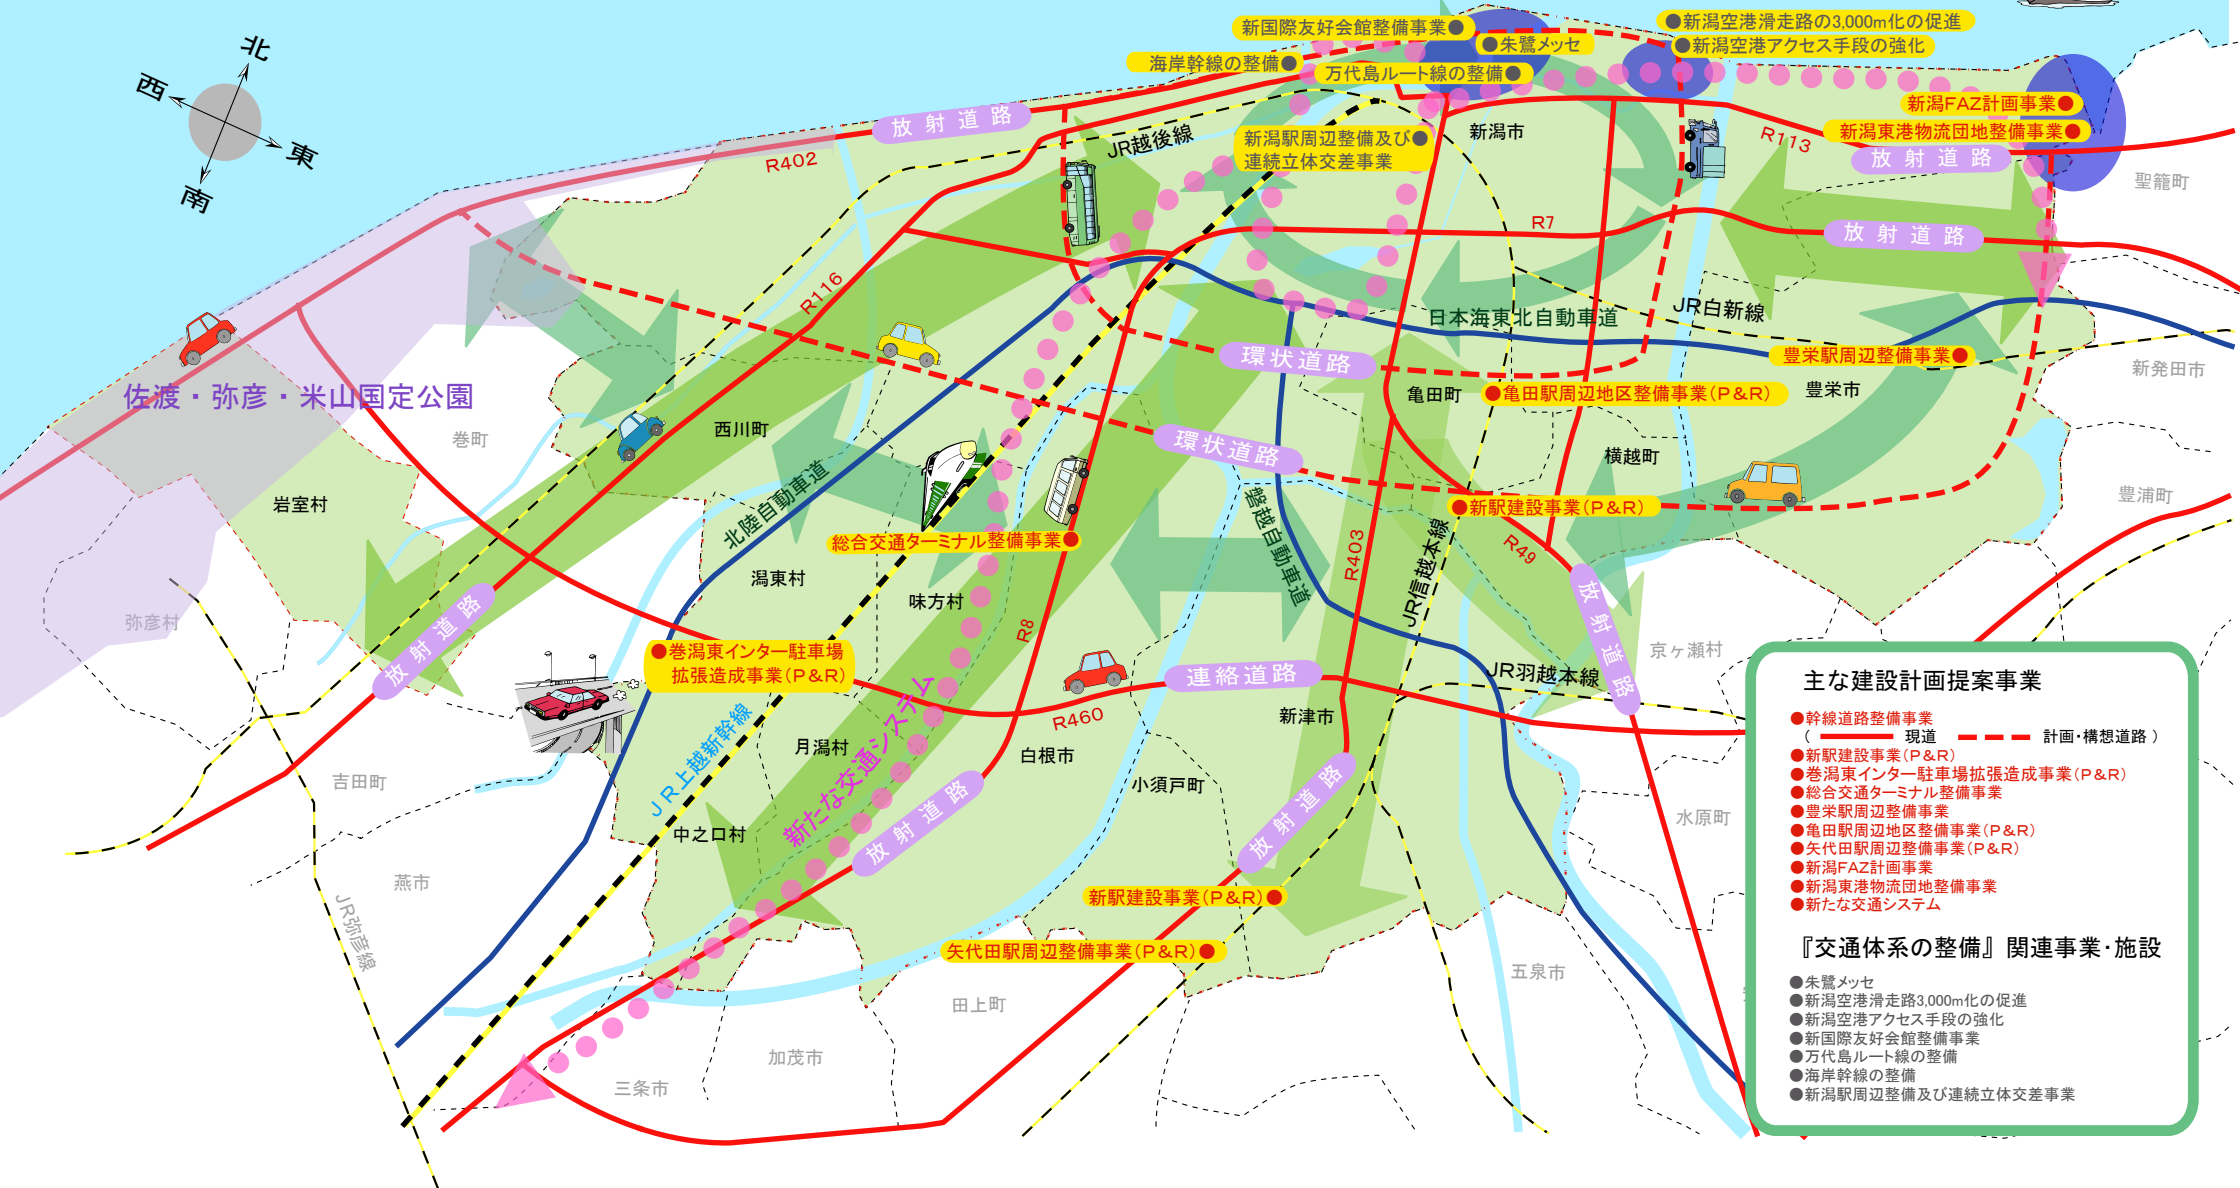 北
西
東
南
新国際友好会館整備事業●
●朱鷺メッセ
海岸幹線の整備●
万代島ルート線の整備●
●新潟空港滑走路の3,000m化の促進
●新潟空港アクセス手段の強化
新潟FAZ計画事業●
新潟東港物流団地整備事業●
放射道路
R402
JR越後線
新潟駅周辺整備及び●
連続立体交差事業
新潟市
R113
放射道路
聖籠町
R7
放射道路
R116
日本海東北自動車道
JR白新線
環状道路
豊栄駅周辺整備事業●
新発田市
佐渡・弥彦・米山国定公園
巻町
西川町
亀田町
●亀田駅周辺地区整備事業(P&R)
豊栄市
環状道路
横越町
岩室村
北陸自動車道
磐越自動車道
●新駅建設事業(P&R)
豊浦町
総合交通ターミナル整備事業●
R403
JR信越本線
R49
潟東村
味方村
放射道路
弥彦村
R8
放射道路
京ヶ瀬村
●巻潟東インター駐車場
拡張造成事業(P&R)
連絡道路
JR羽越本線
R460
新津市
JR上越新幹線
新たな交通システム
月潟村
白根市
小須戸町
吉田町
中之口村
放射道路
放射道路
水原町
燕市
JR弥彦線
新駅建設事業(P&R)●
矢代田駅周辺整備事業(P&R)●
五泉市
田上町
加茂市
三条市
主な建設計画提案事業
●幹線道路整備事業
( 現道 計画・構想道路 )
●新駅建設事業(P&R)
●巻潟東インター駐車場拡張造成事業(P&R)
●総合交通ターミナル整備事業
●豊栄駅周辺整備事業
●亀田駅周辺地区整備事業(P&R)
●矢代田駅周辺整備事業(P&R)
●新潟FAZ計画事業
●新潟東港物流団地整備事業
●新たな交通システム
『交通体系の整備』関連事業・施設
●朱鷺メッセ
●新潟空港滑走路3,000m化の促進
●新潟空港アクセス手段の強化
●新国際友好会館整備事業
●万代島ルート線の整備
●海岸幹線の整備
●新潟駅周辺整備及び連続立体交差事業